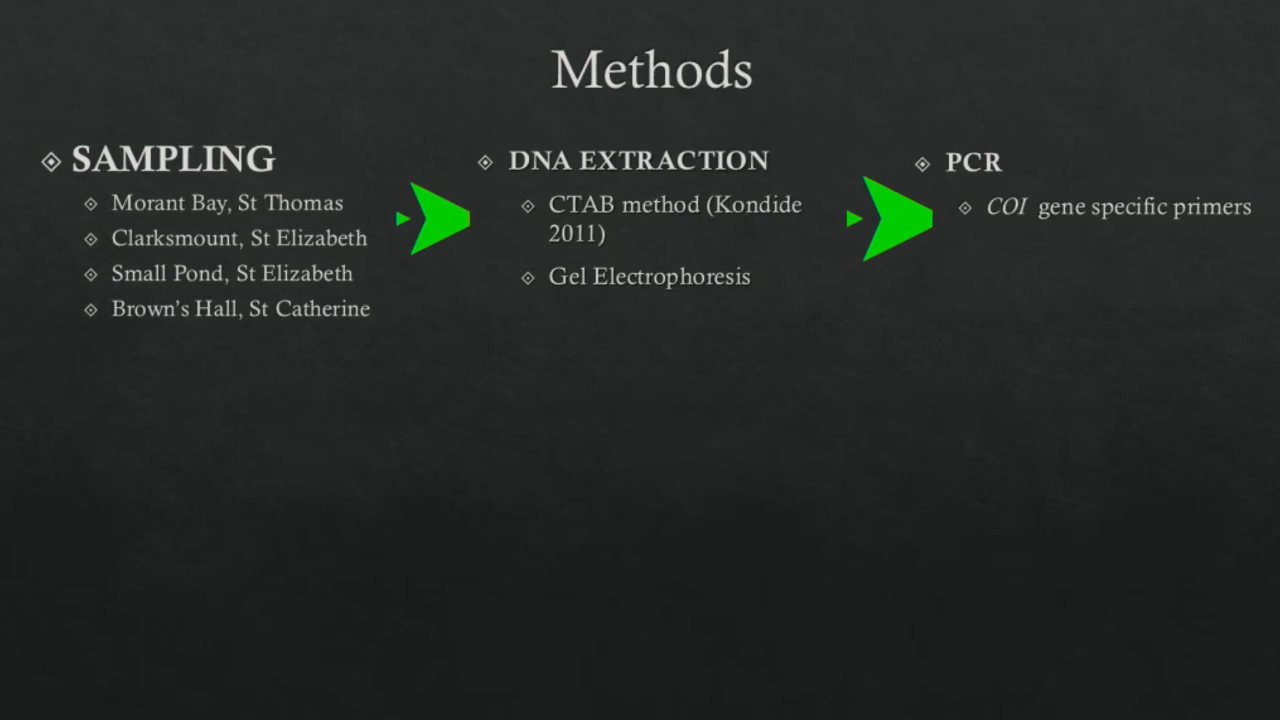 Methods
SAMPLING
Morant Bay, St Thomas
Clarksmount, St Elizabeth
Small Pond, St Elizabeth
Brown's Hall, St Catherine
DNA EXTRACTION
CTAB method (Kondide
2011)
Gel Electrophoresis
PCR
COI gene specific primers